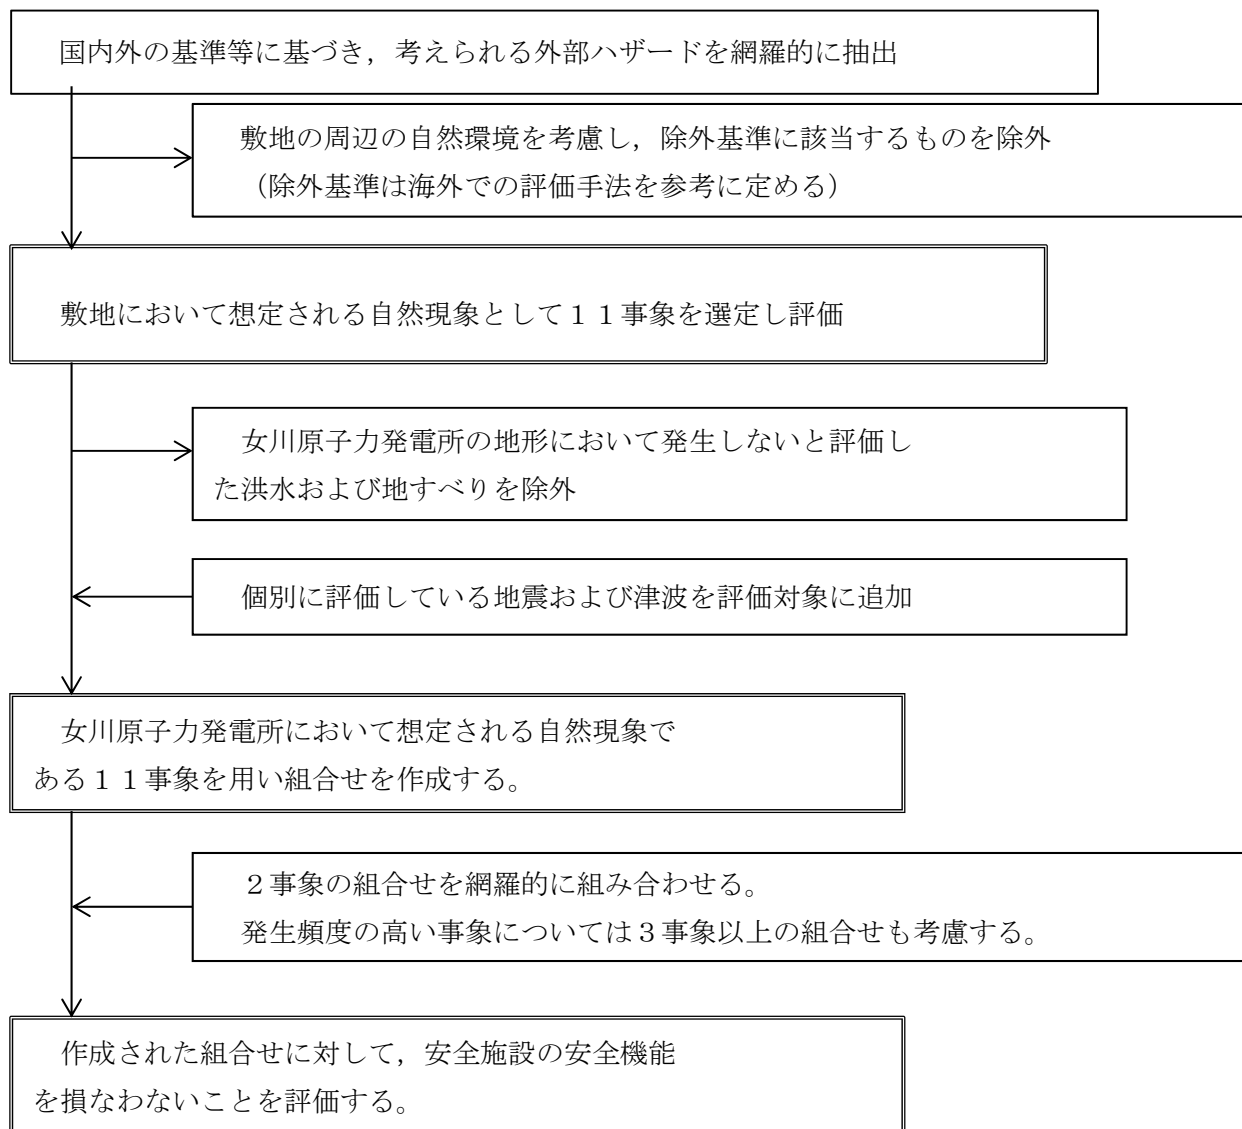 国内外の基準等に基づき，考えられる外部ハザードを網羅的に抽出
敷地の周辺の自然環境を考慮し，除外基準に該当するものを除外
（除外基準は海外での評価手法を参考に定める）
敷地において想定される自然現象として１１事象を選定し評価
女川原子力発電所の地形において発生しないと評価し
た洪水および地すべりを除外
個別に評価している地震および津波を評価対象に追加
女川原子力発電所において想定される自然現象で
ある１１事象を用い組合せを作成する。
２事象の組合せを網羅的に組み合わせる。
発生頻度の高い事象については３事象以上の組合せも考慮する。
作成された組合せに対して，安全施設の安全機能
を損なわないことを評価する。